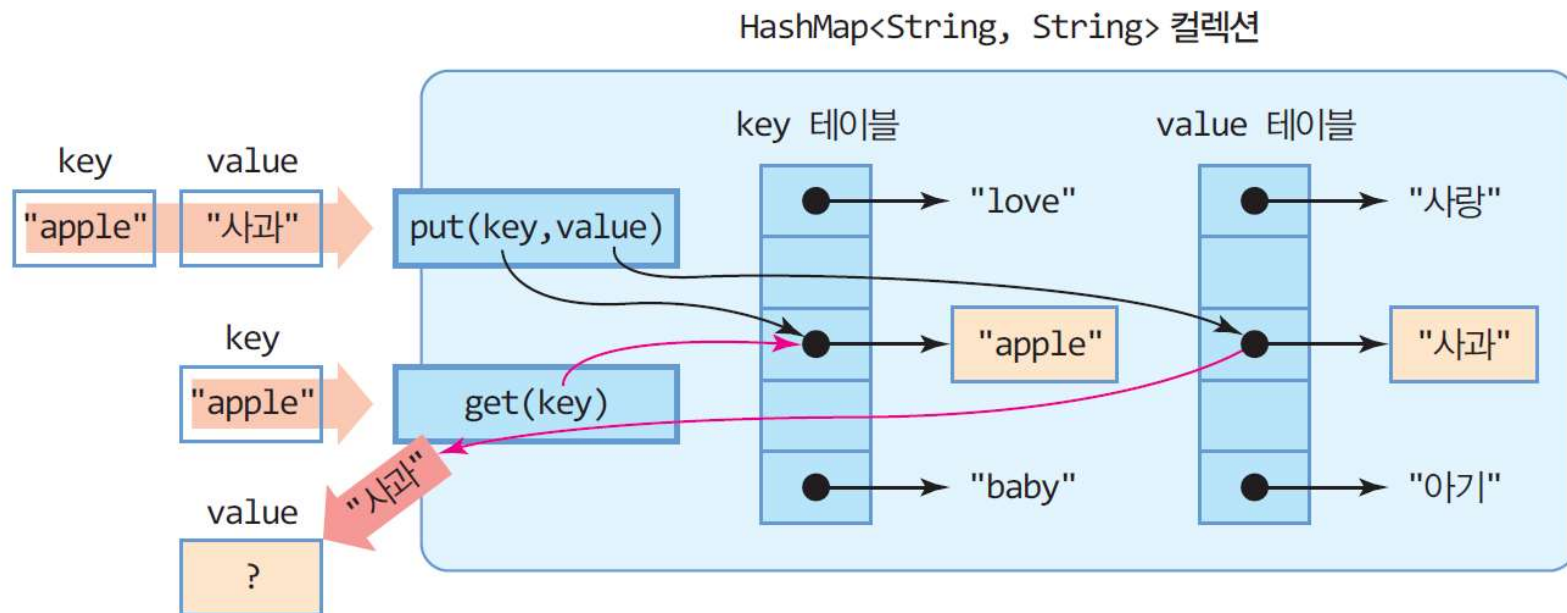 HashMap<String, String> 컬렉션
key 테이블
value 테이블
key
value
"apple"
"사과"
put(key,value)
"love"
"사랑"
"apple"
"사과"
key
"apple"
get(key)
"사과"
"baby"
"아기"
value
?